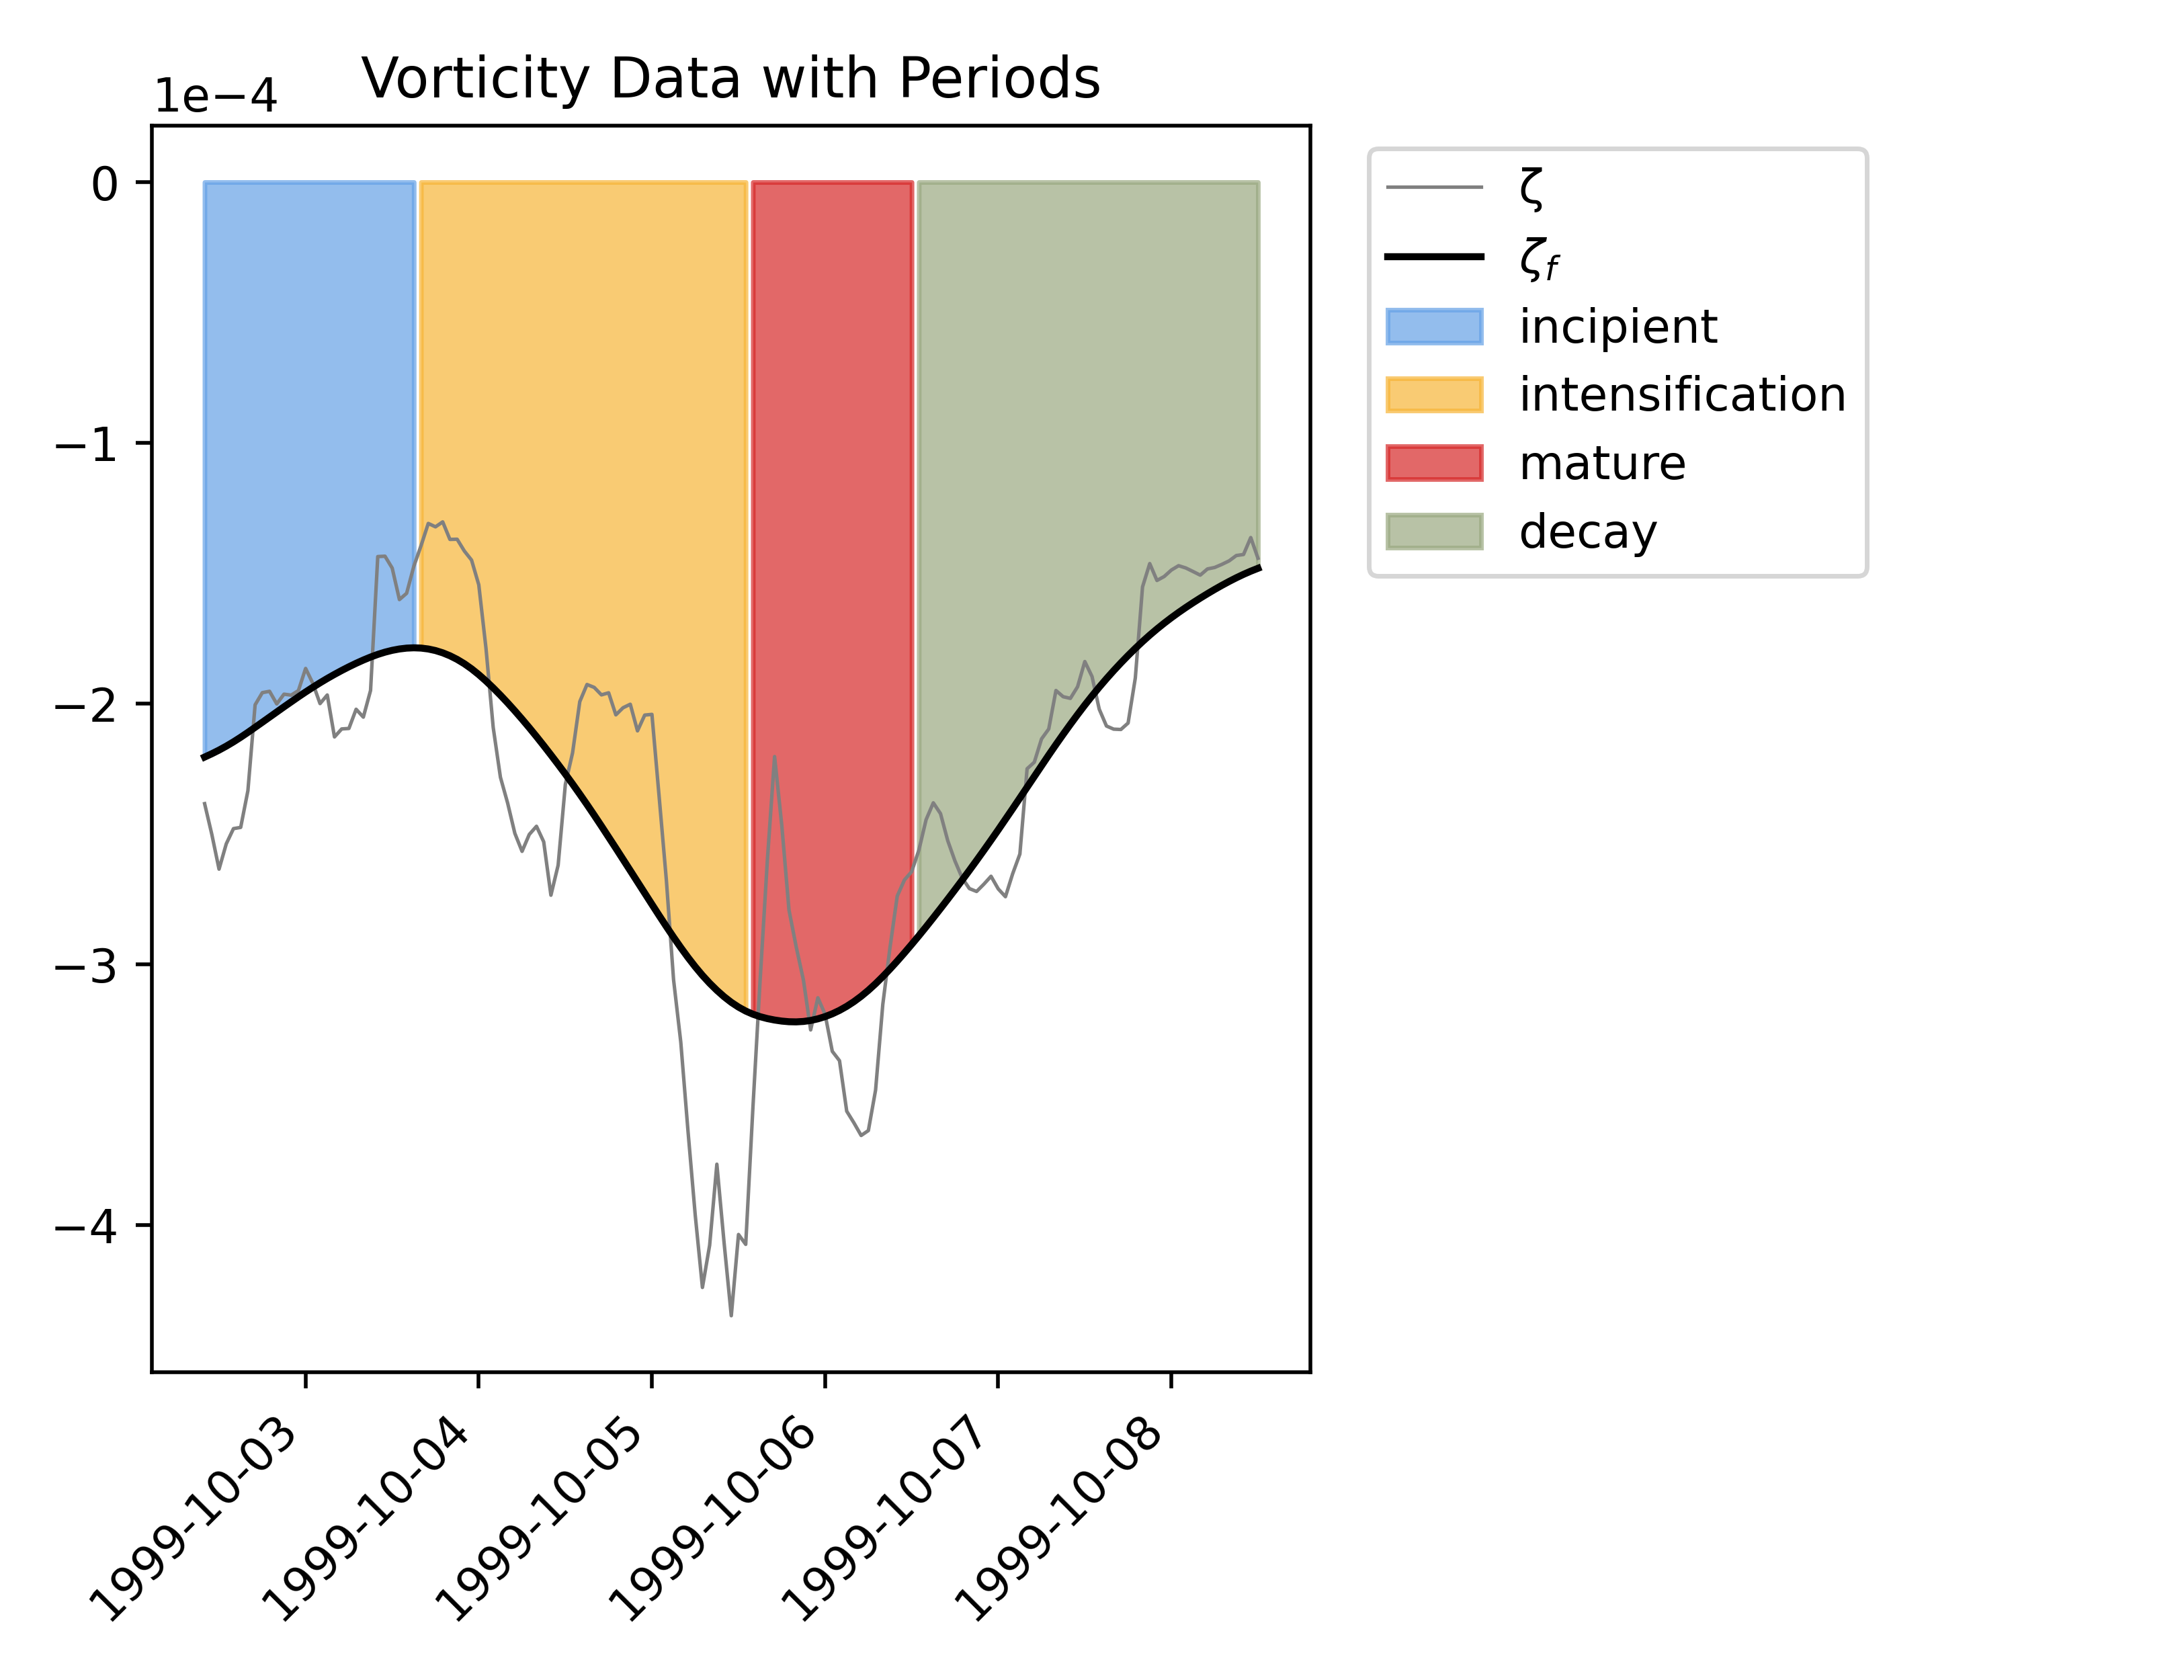 Vorticity Data with Periods
1e−4
0
−1
−2
−3
−4
1999-10-03
1999-10-04
1999-10-05
1999-10-06
1999-10-07
1999-10-08
ζ
ζf
incipient
intensification
mature
decay